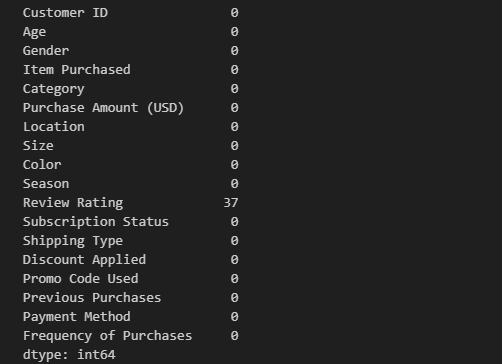 Customer ID 0
Age 0
Gender 0
Item Purchased 0
Category 0
Purchase Amount (USD) 0
Location 0
Size 0
Color 0
Season 0
Review Rating 37
Subscription Status 0
Shipping Type 0
Discount Applied 0
Promo Code Used 0
Previous Purchases 0
Payment Method 0
Frequency of Purchases 0
dtype: int64